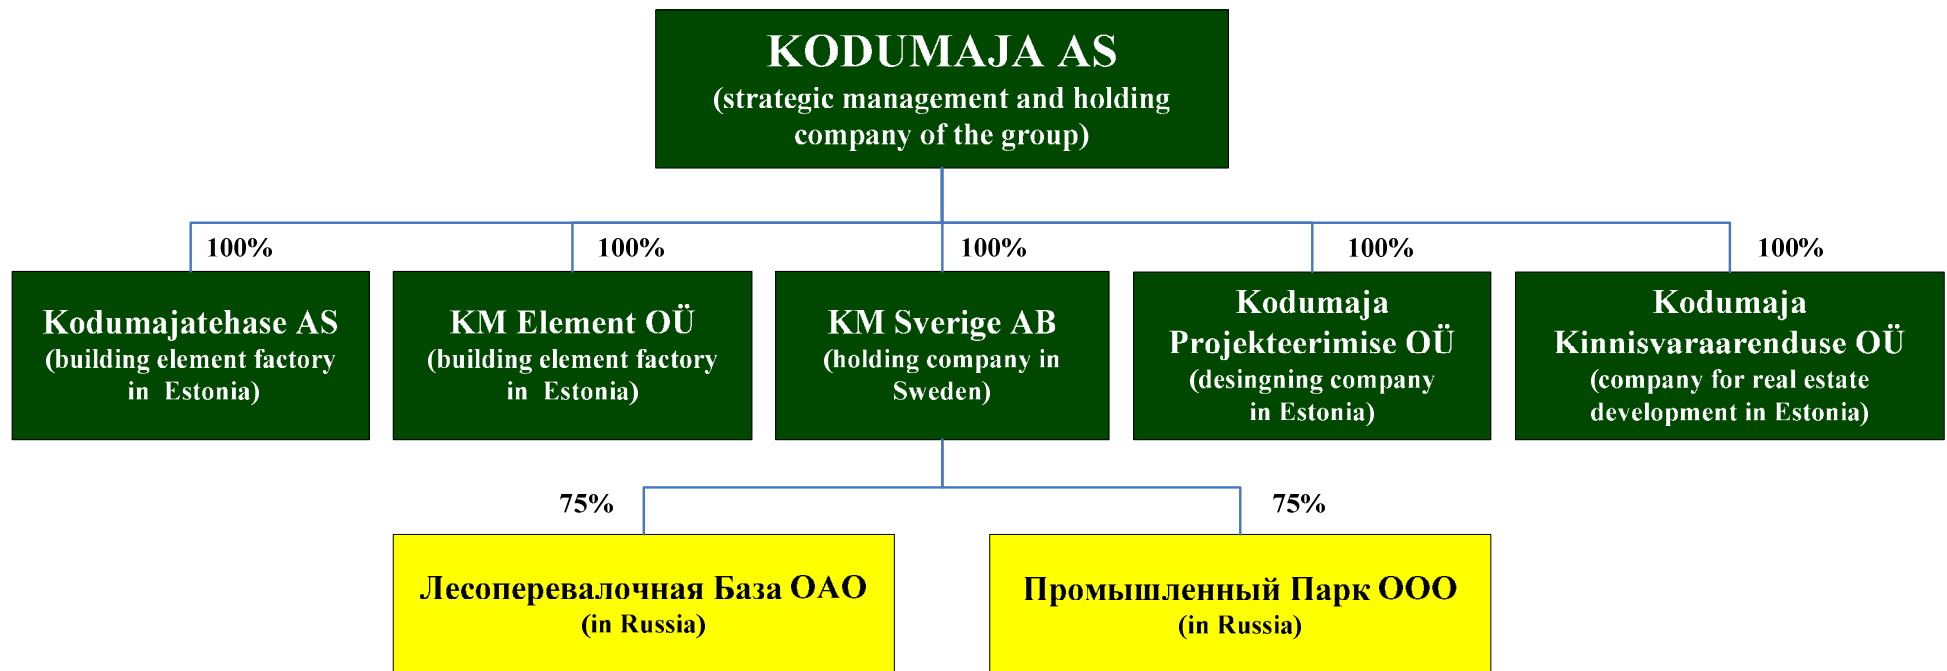 KODUMAJA AS
(strategic management and holding
company of the group)
100%
100%
100%
100%
100%
Kodumajatehase AS
(building element factory
in Estonia)
KM Element OÜ
(building element factory
in Estonia)
KM Sverige AB
(holding company in
Sweden)
Kodumaja
Projekteerimise OÜ
(desingning company
in Estonia)
Kodumaja
Kinnisvaraarenduse OÜ
(company for real estate
development in Estonia)
75%
75%
Лесоперевалочная База ОАО
(in Russia)
Промышленный Парк ООО
(in Russia)